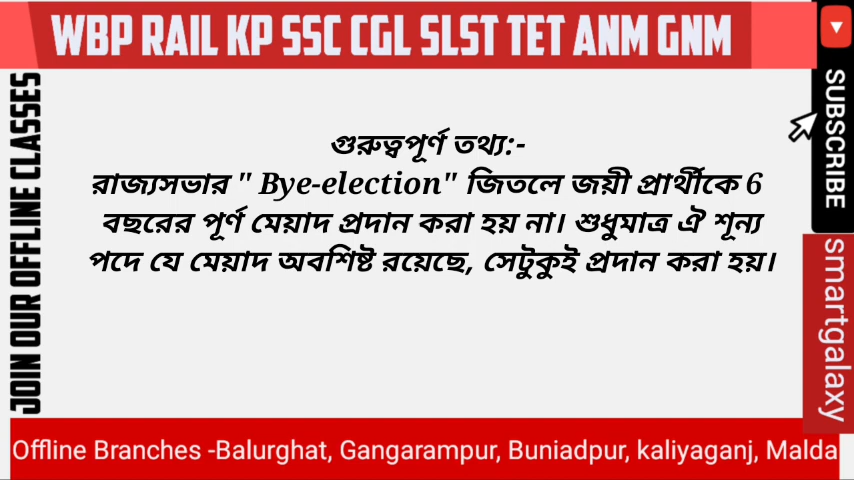 WBP RAIL KP SSC CGL SLST TET ANM GNM
JOIN OUR OFFLINE CLASSES
গুরুত্বপূর্ণ তথ্য:-
রাজ্যসভার " Bye-election" জিতলে জয়ী প্রার্থীকে 6
বছরের পূর্ণ মেয়াদ প্রদান করা হয় না। শুধুমাত্র ঐ শূন্য
পদে যে মেয়াদ অবশিষ্ট রয়েছে, সেটুকুই প্রদান করা হয়।
SUBSCRIBE
smartgalaxy
Offline Branches -Balurghat, Gangarampur, Buniadpur, kaliyaganj, Malda